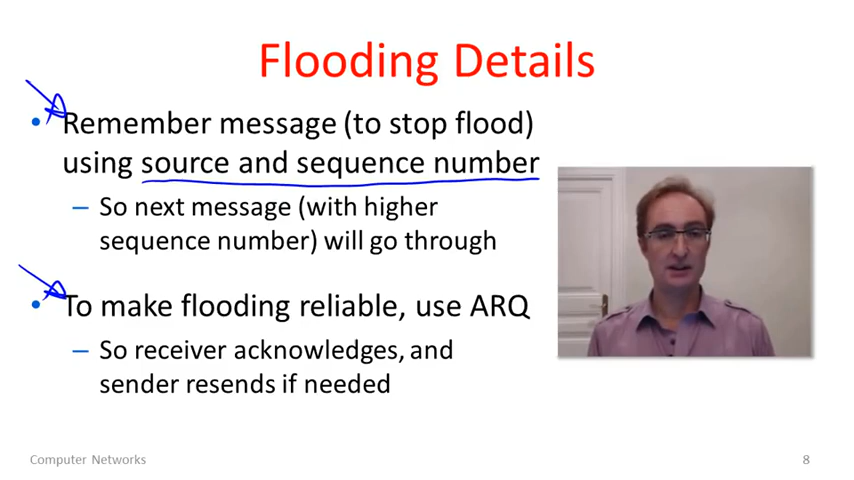 Flooding Details
• Remember message (to stop flood)
using source and sequence number
– So next message (with higher
sequence number) will go through
• To make flooding reliable, use ARQ
– So receiver acknowledges, and
sender resends if needed
Computer Networks
8